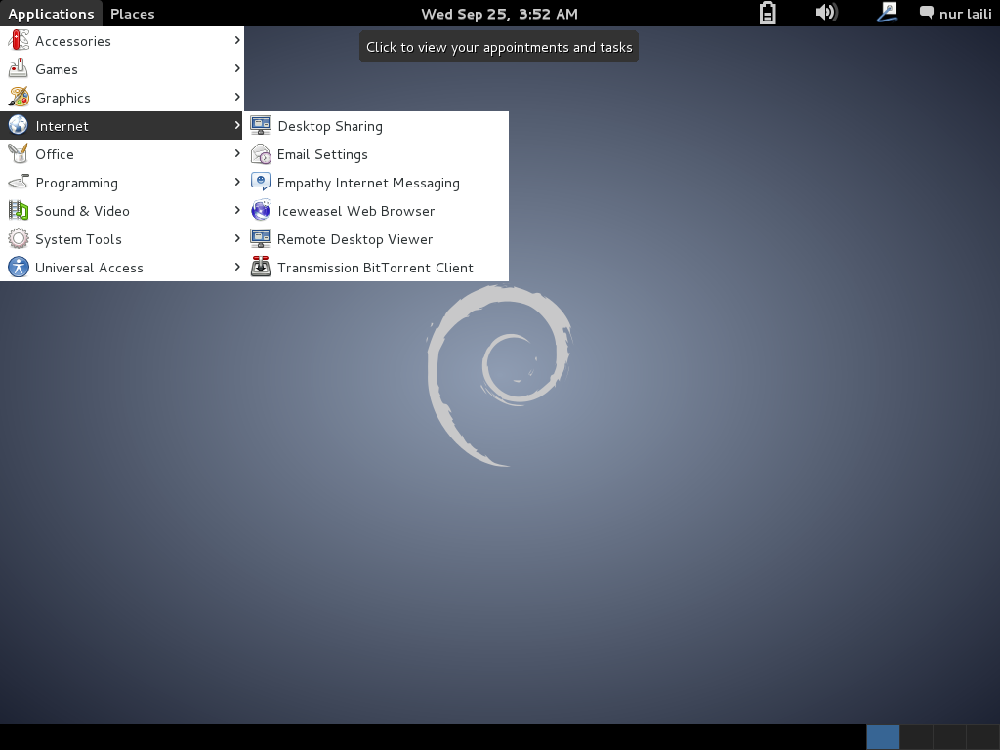 Applications Places Wed Sep 25, 3:52 AM nur laili
Click to view your appointments and tasks
Accessories
Games
Graphics
Internet
Office
Programming
Sound & Video
System Tools
Universal Access
Desktop Sharing
Email Settings
Empathy Internet Messaging
Iceweasel Web Browser
Remote Desktop Viewer
Transmission BitTorrent Client